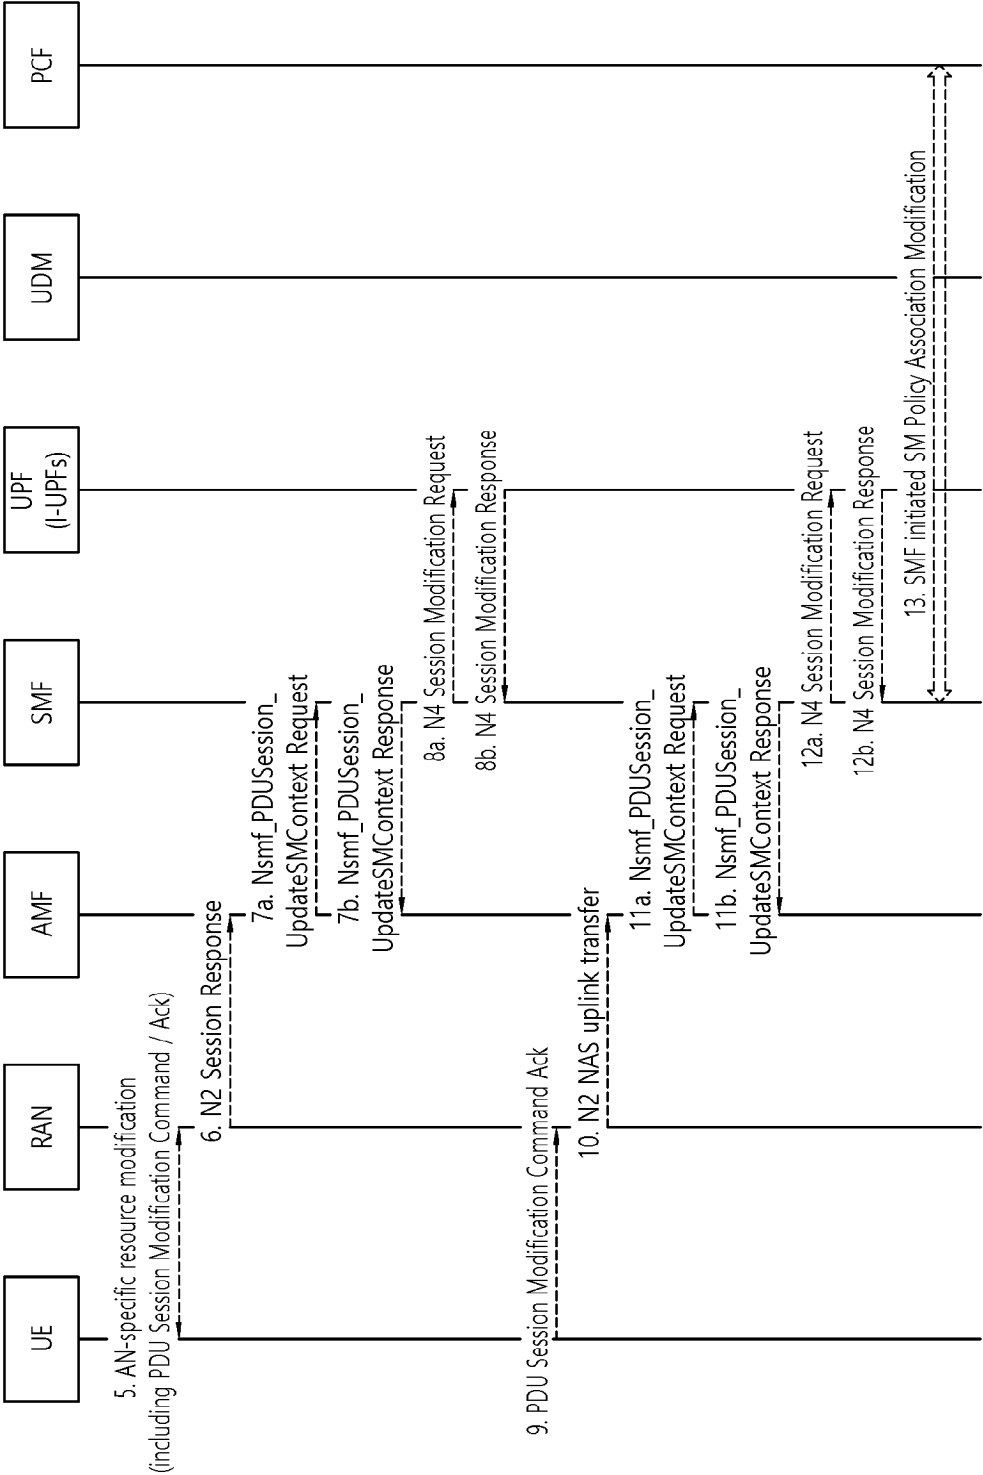 UE
RAN
AMF
SMF
UPF
(I-UPFs)
UDM
PCF
5. AN-specific resource modification
(including PDU Session Modification Command / Ack)
6. N2 Session Response
7a. Nsmf_PDUSession_
UpdateSMContext Request
7b. Nsmf_PDUSession_
UpdateSMContext Response
8a. N4 Session Modification Request
8b. N4 Session Modification Response
9. PDU Session Modification Command Ack
10. N2 NAS uplink transfer
11a. Nsmf_PDUSession_
UpdateSMContext Request
11b. Nsmf_PDUSession_
UpdateSMContext Response
12a. N4 Session Modification Request
12b. N4 Session Modification Response
13. SMF initiated SM Policy Association Modification